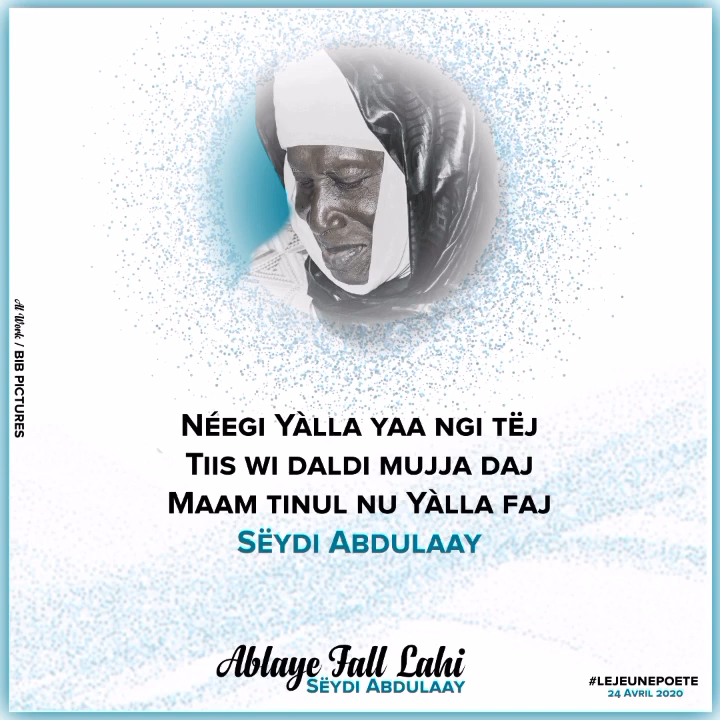 NÉEGI YÀLLA YAA NGI TËJ
TIIS WI DALDI MUJJA DAJ
MAAM TINUL NU YÀLLA FAJ
SËYDI ABDULAAY
Ablaye Fall Lahi
SËYDI ABDULAAY
#LEJEUNEPOETE
24 AVRIL 2020
At Work / BIB PICTURES